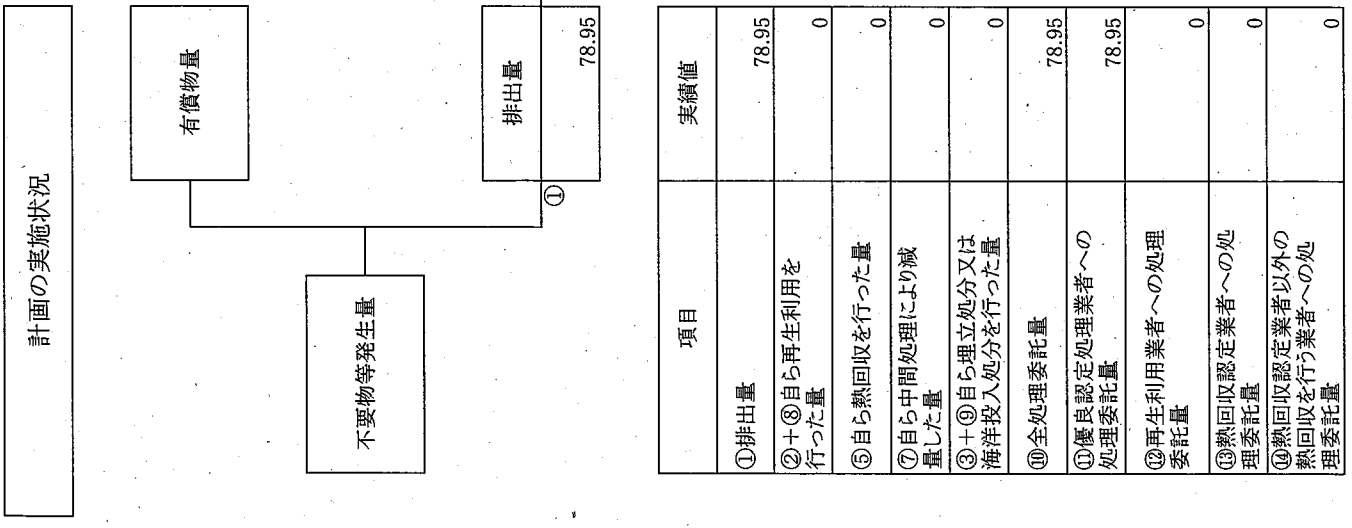 計画の実施状況
有償物量
不要物等発生量
排出量
①
78.95
項目
実績値
①排出量
78.95
②+⑧自ら再生利用を
行った量
0
⑤自ら熱回収を行った量
0
⑦自ら中間処理により減
量した量
0
③+⑨自ら埋立処分又は
海洋投入処分を行った量
0
⑩全処理委託量
78.95
⑪優良認定処理業者への
処理委託量
78.95
⑫再生利用業者への処理
委託量
0
⑬熱回収認定業者への処
理委託量
0
⑭熱回収認定業者以外の
熱回収を行う業者への処
理委託量
0